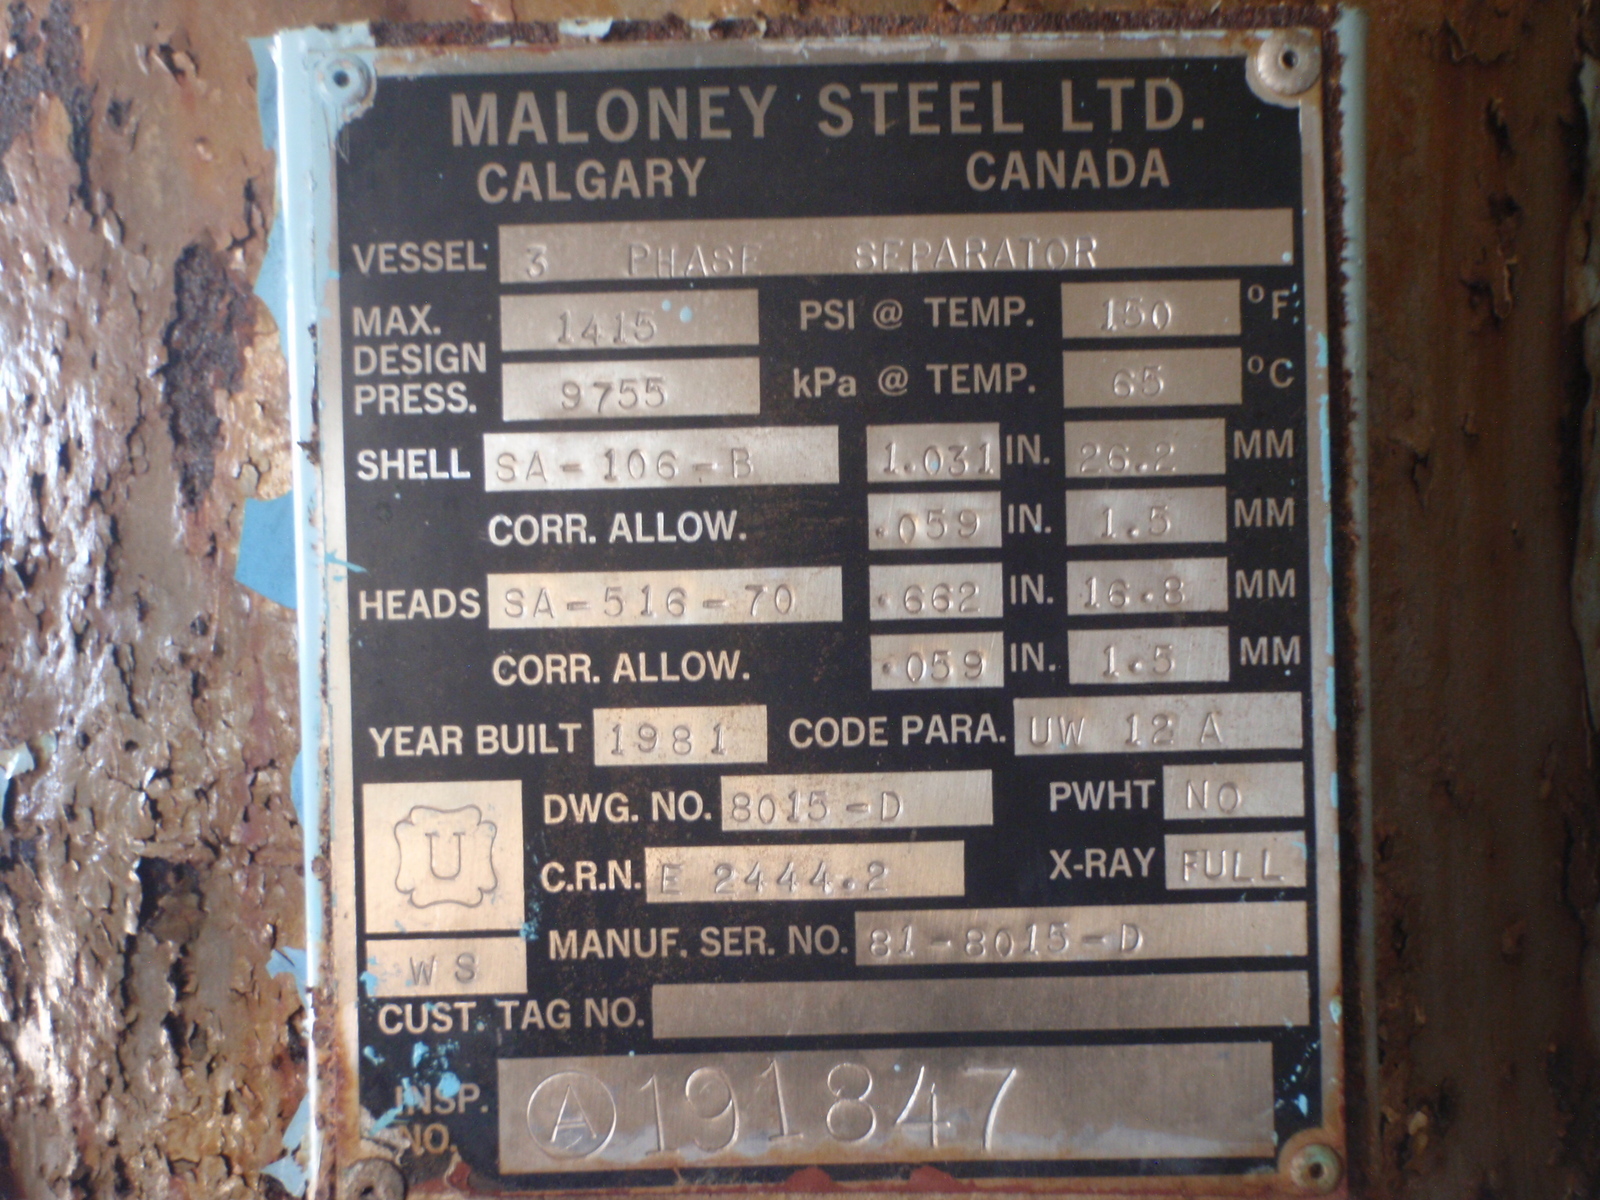 MALONEY STEEL LTD.
CALGARY CANADA
VESSEL 3 PHASE SEPARATOR
MAX. DESIGN PRESS. 1415 PSI @ TEMP. 150 °F
9755 kPa @ TEMP. 65 °C
SHELL SA-106-B 1.031 IN. 26.2 MM
CORR. ALLOW. .059 IN. 1.5 MM
HEADS SA-516-70 .662 IN. 16.8 MM
CORR. ALLOW. .059 IN. 1.5 MM
YEAR BUILT 1981 CODE PARA. UW 12 A
U
W S
DWG. NO. 8015-D PWHT NO
C.R.N. E 2444.2 X-RAY FULL
MANUF. SER. NO. 81-8015-D
CUST. TAG NO.
INSP. NO. A 191847